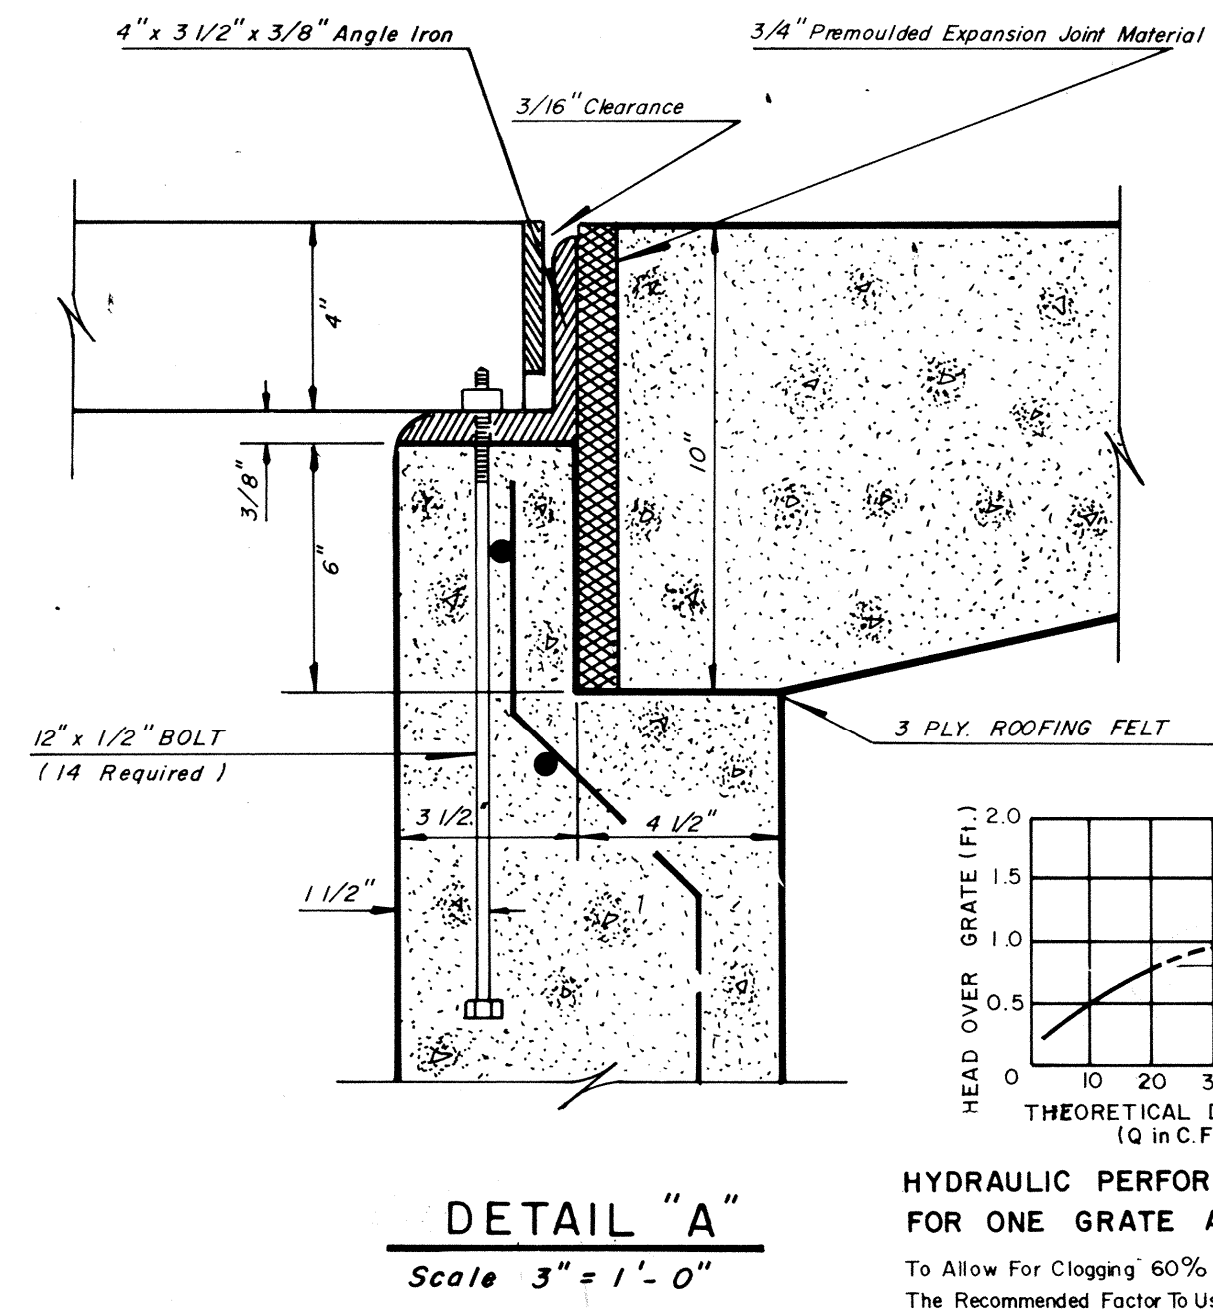 4" x 3 1/2" x 3/8" Angle Iron
3/4" Premoulded Expansion Joint Material
3/16" Clearance
4"
3/8"
10"
6"
12" x 1/2" BOLT
(14 Required)
3 PLY. ROOFING FELT
3 1/2"
4 1/2"
1 1/2"
HEAD OVER GRATE (Ft.)
2.0
1.5
1.0
0.5
0
10 20 3
THEORETICAL D
(Q in C.F
HYDRAULIC PERFOR
FOR ONE GRATE A
To Allow For Clogging 60%
The Recommended Factor To Us
DETAIL "A"
Scale 3" = 1'-0"